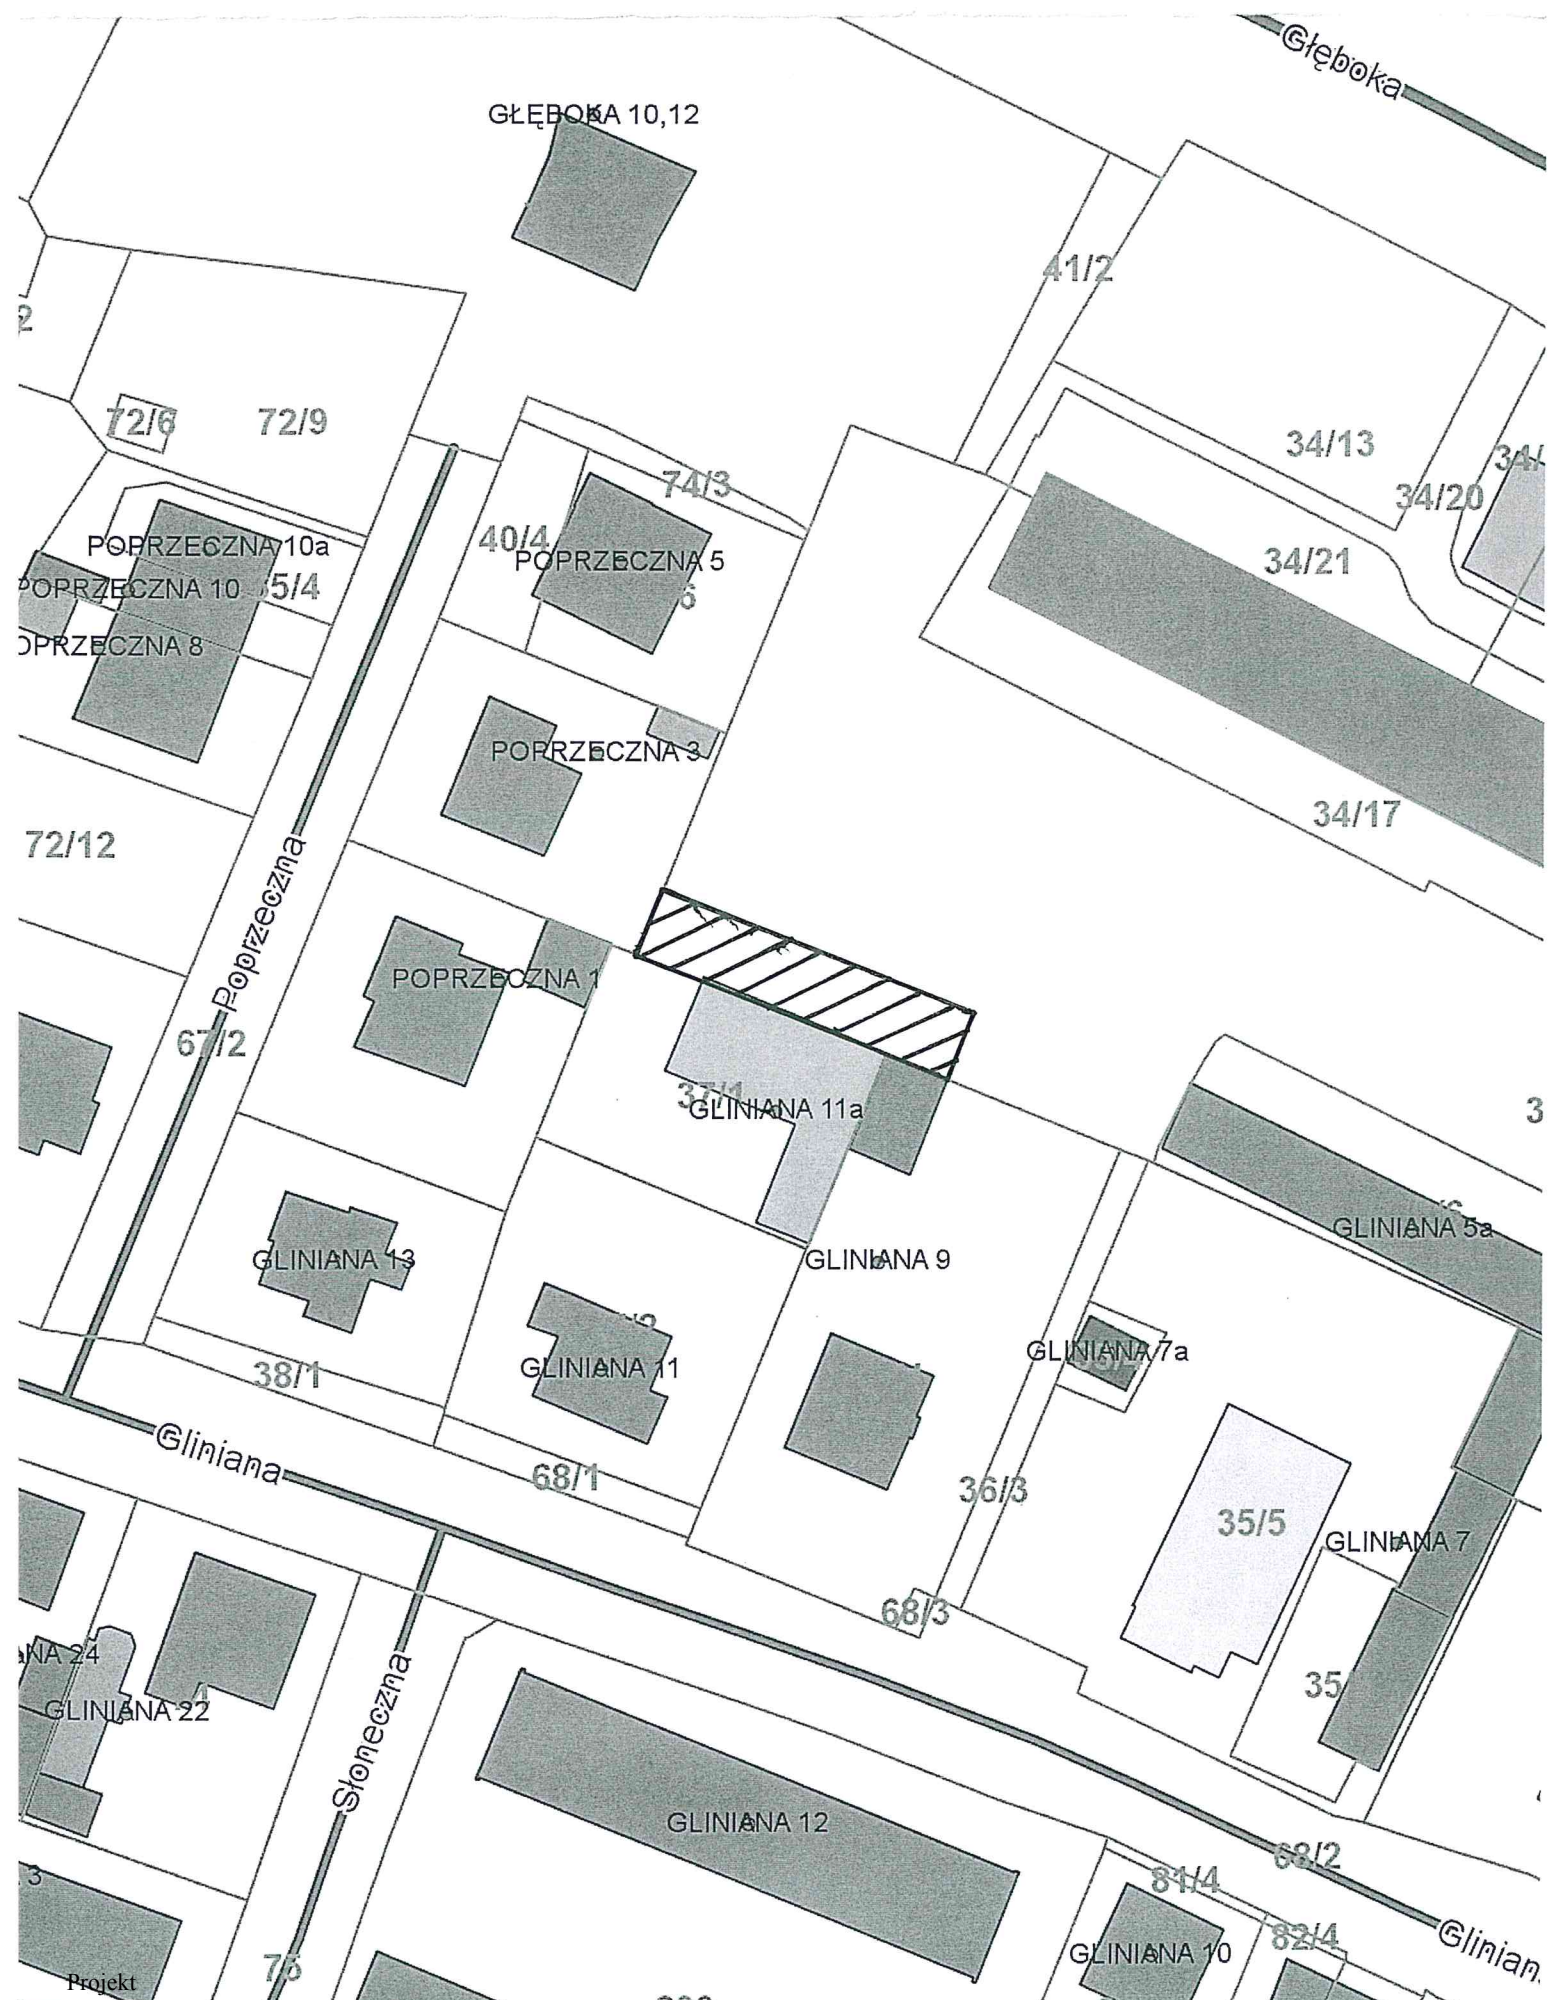 Głęboka
GŁĘBOKA 10,12
41/2
72/6
72/9
34/13
34/20
74/3
40/4
34/21
POPRZECZNA 10a
POPRZECZNA 5
POPRZECZNA 10
POPRZECZNA 8
POPRZECZNA 3
34/17
72/12
Poprzeczna
POPRZECZNA 1
67/2
37/1
GLINIANA 11a
GLINIANA 5a
GLINIANA 13
GLINIANA 9
GLINIANA 7a
GLINIANA 11
38/1
Gliniana
68/1
36/3
35/5
GLINIANA 7
68/3
35
GLINIANA 22
Słoneczna
GLINIANA 12
68/2
81/4
82/4
GLINIANA 10
Projekt